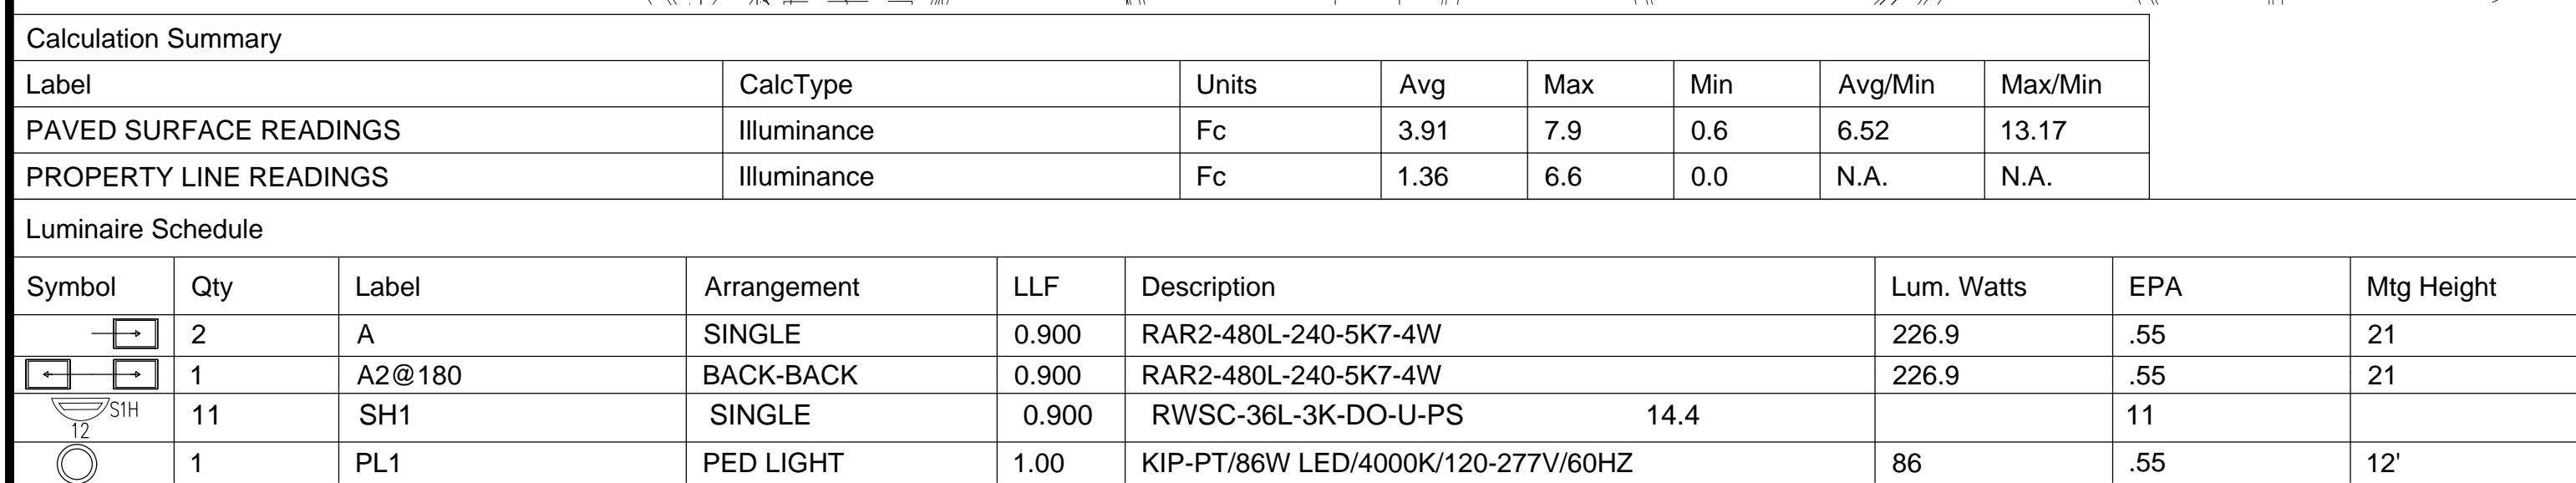 Calculation Summary
Label CalcType Units Avg Max Min Avg/Min Max/Min
PAVED SURFACE READINGS Illuminance Fc 3.91 7.9 0.6 6.52 13.17
PROPERTY LINE READINGS Illuminance Fc 1.36 6.6 0.0 N.A. N.A.
Luminaire Schedule
Symbol Qty Label Arrangement LLF Description Lum. Watts EPA Mtg Height
2 A SINGLE 0.900 RAR2-480L-240-5K7-4W 226.9 .55 21
1 A2@180 BACK-BACK 0.900 RAR2-480L-240-5K7-4W 226.9 .55 21
S1H 12 11 SH1 SINGLE 0.900 RWSC-36L-3K-DO-U-PS 14.4 11
1 PL1 PED LIGHT 1.00 KIP-PT/86W LED/4000K/120-277V/60HZ 86 .55 12'